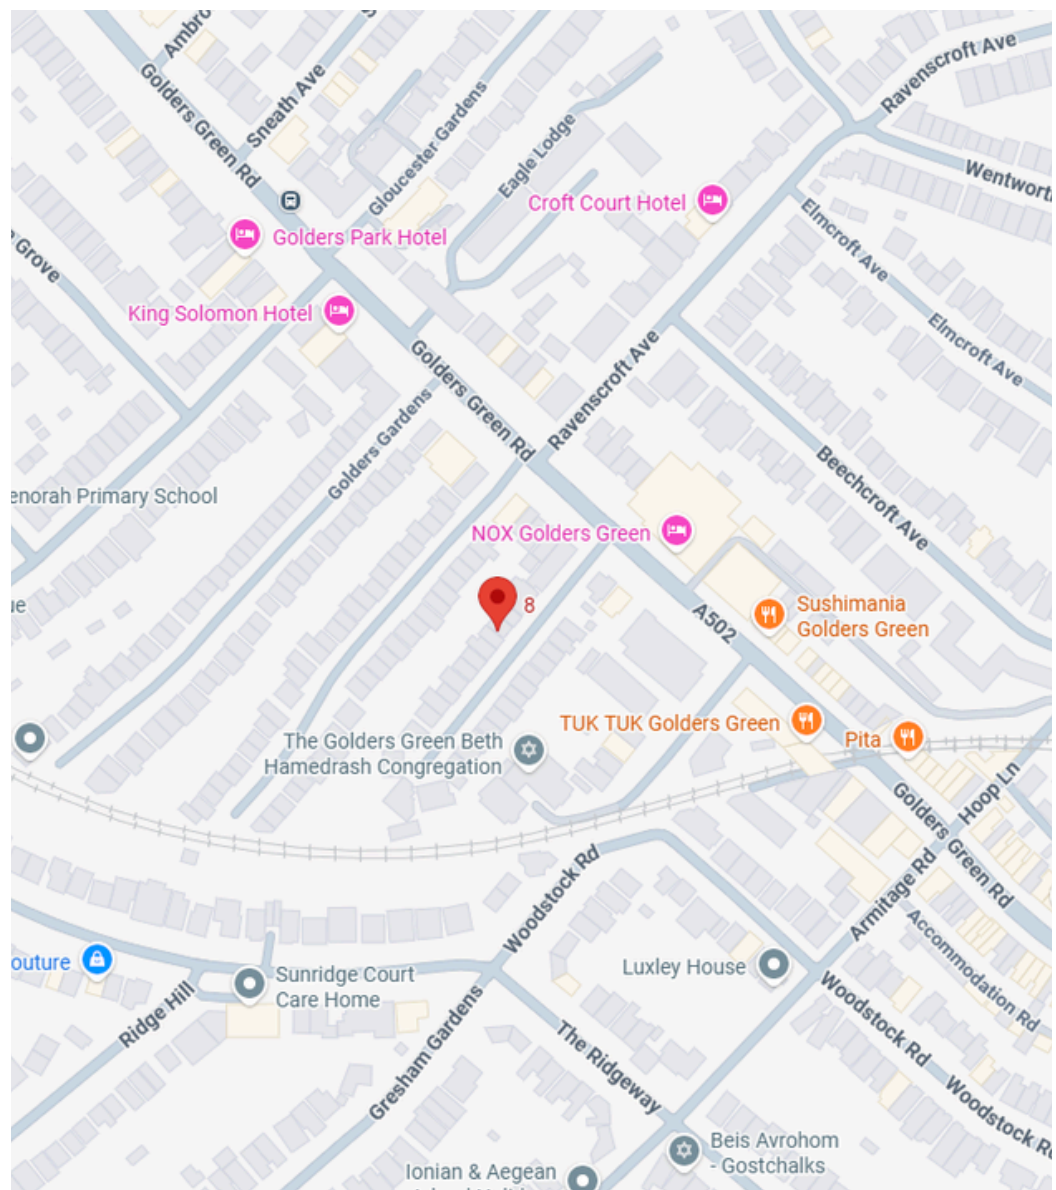 Ambro
Sneath Ave
Golders Green Rd
Gloucester Gardens
Eagle Lodge
Ravenscroft Ave
Wentworth
Croft Court Hotel
Elmcroft Ave
Golders Park Hotel
Grove
King Solomon Hotel
Elmcroft Ave
Golders Green Rd
Ravenscroft Ave
Golders Gardens
Beechcroft Ave
enorah Primary School
NOX Golders Green
8
ue
A502
Sushimania
Golders Green
TUK TUK Golders Green
Pita
The Golders Green Beth
Hamedrash Congregation
Hoop Ln
Golders Green Rd
Woodstock Rd
Armitage Rd
Accommodation Rd
outure
Sunridge Court
Care Home
Luxley House
Ridge Hill
Gresham Gardens
The Ridgeway
Woodstock Rd
Woodstock Rd
Beis Avrohom
- Gostchalks
Ionian & Aegean